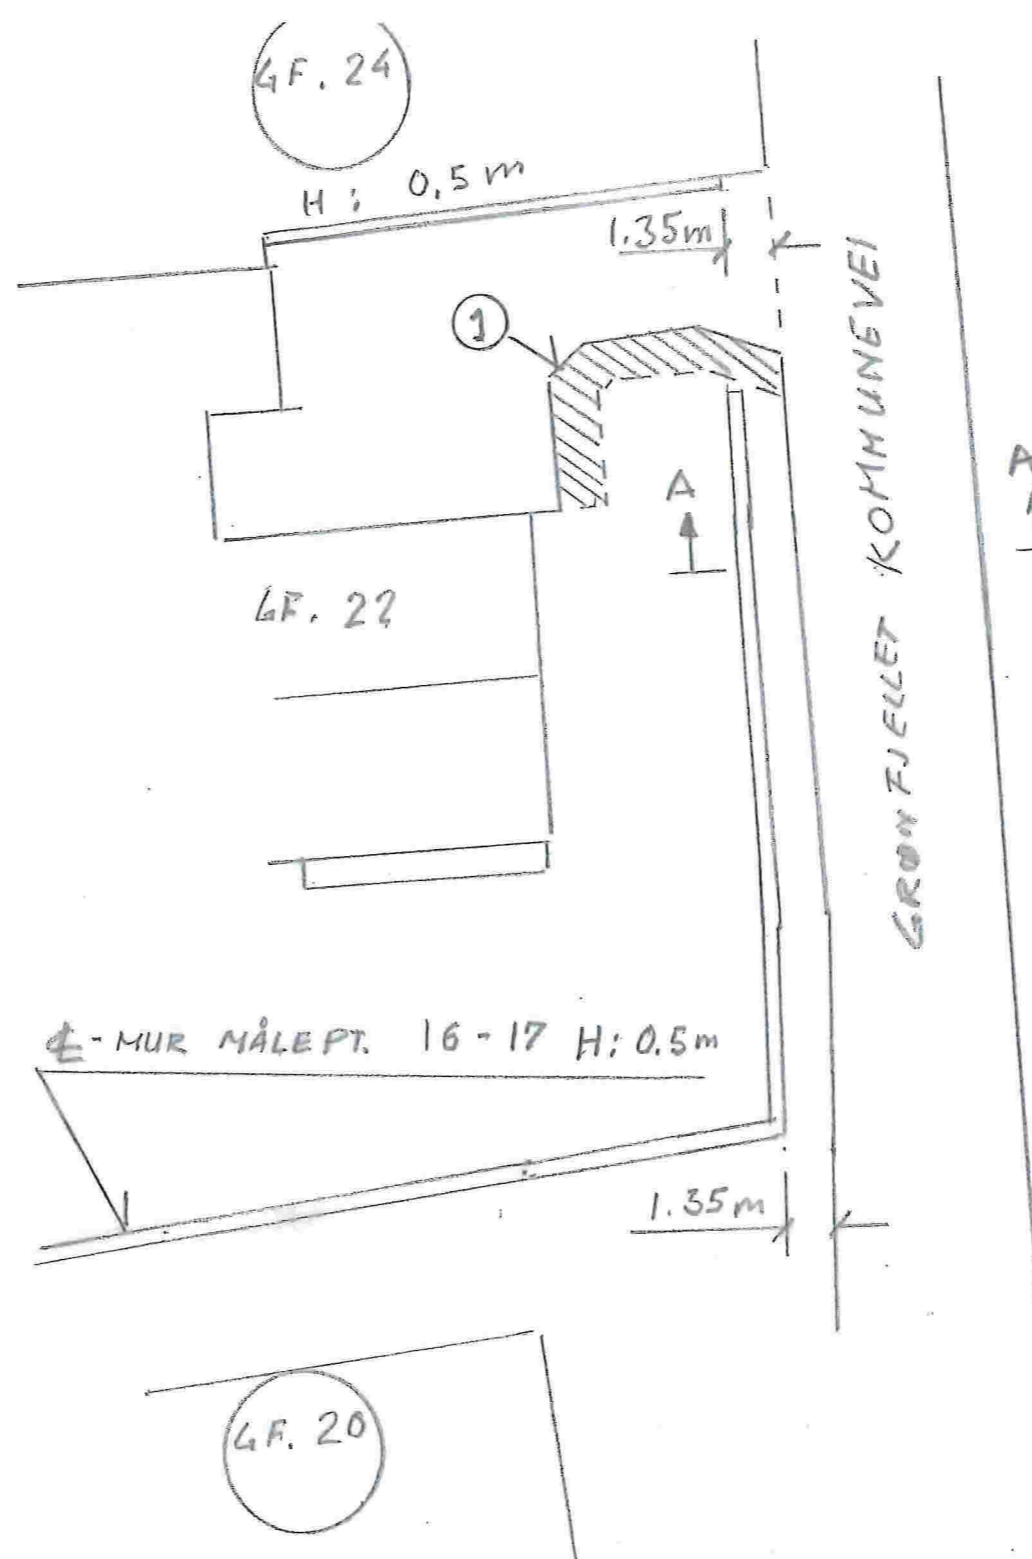 GF. 24
H: 0.5m
1.35m
1
A
GF. 22
GRØNFJELLET KOMMUNEVEI
℄-MUR MÅLEPT. 16-17 H: 0.5m
1.35m
GF. 20